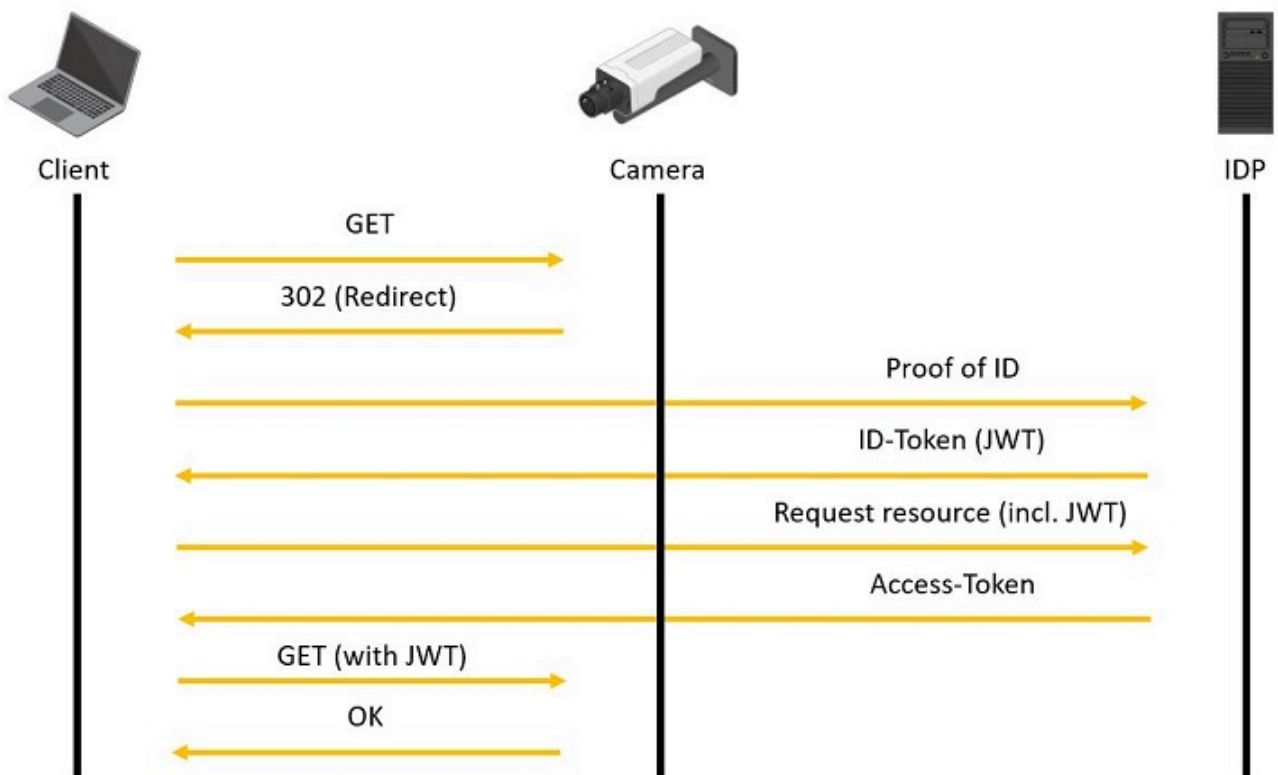 Client
Camera
IDP
GET
302 (Redirect)
Proof of ID
ID-Token (JWT)
Request resource (incl. JWT)
Access-Token
GET (with JWT)
OK